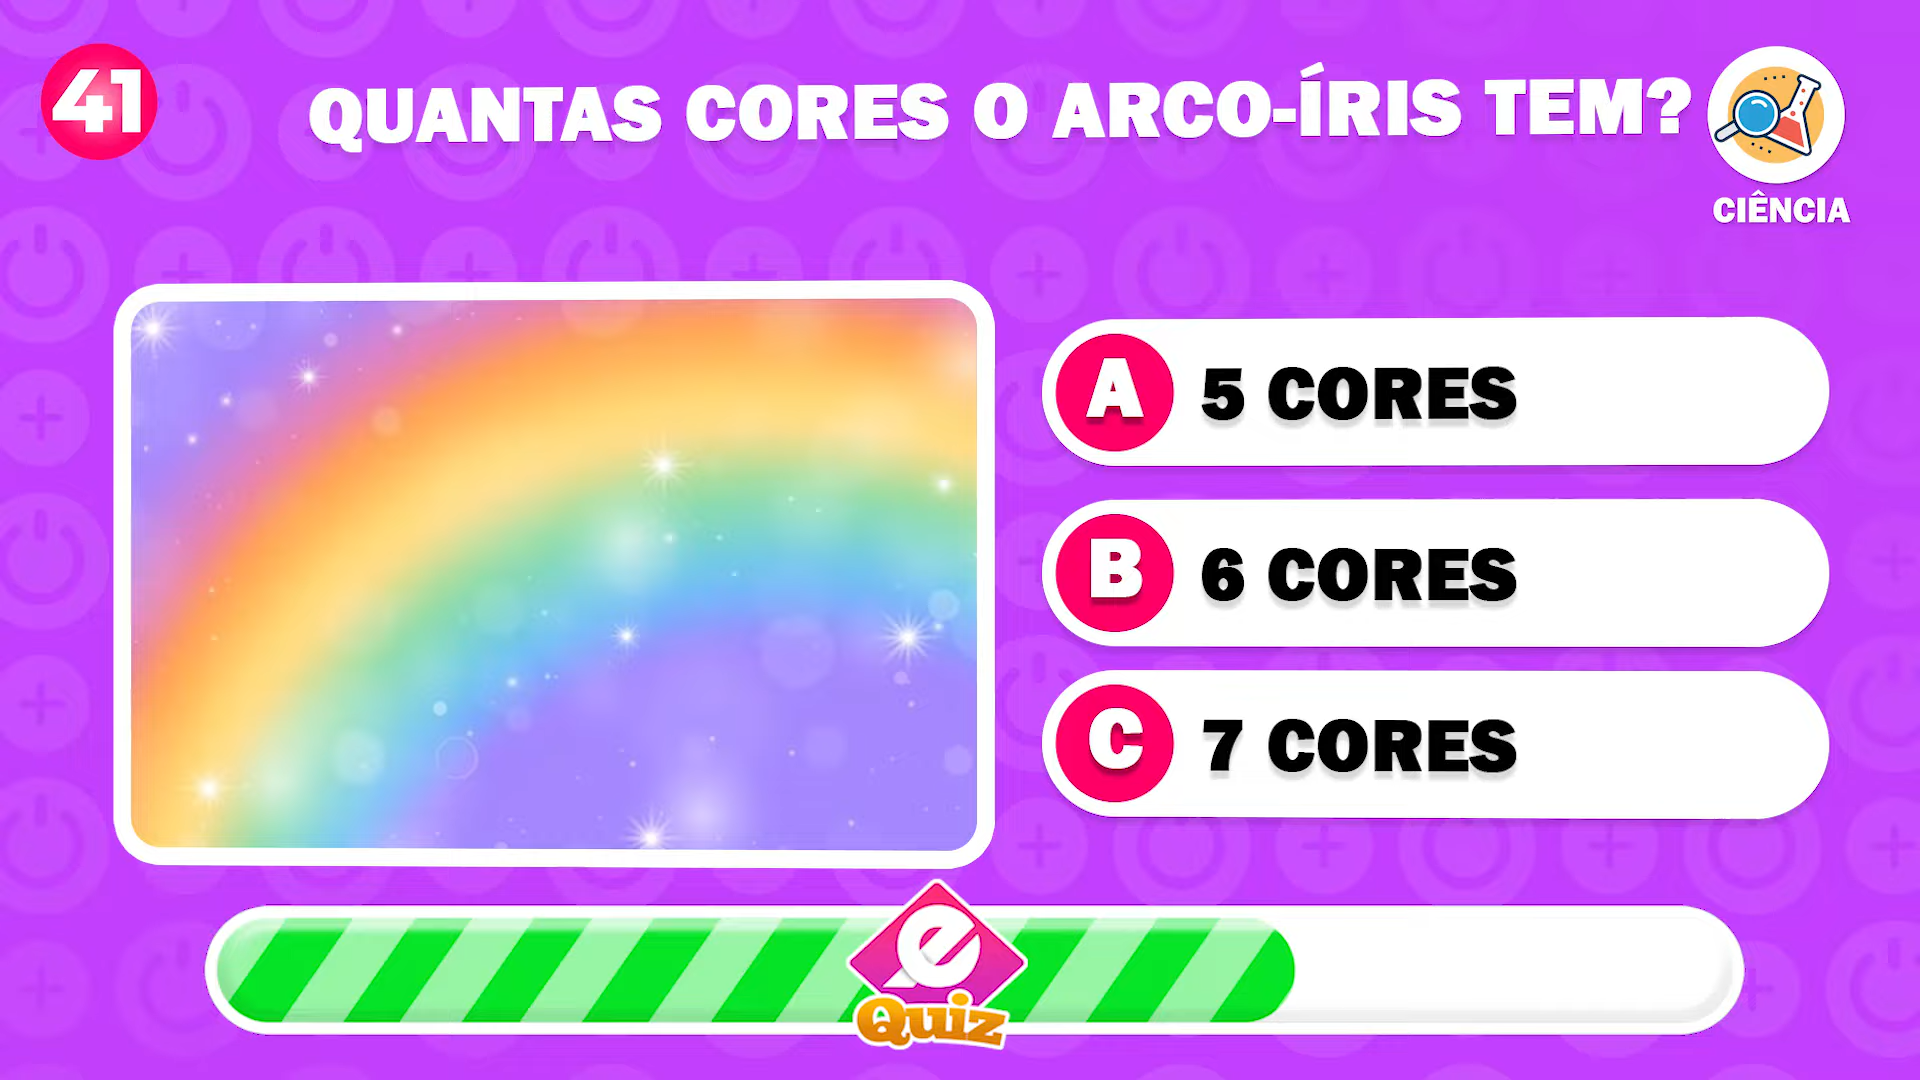 41
QUANTAS CORES O ARCO-ÍRIS TEM?
CIÊNCIA
A 5 CORES
B 6 CORES
C 7 CORES
e
Quiz